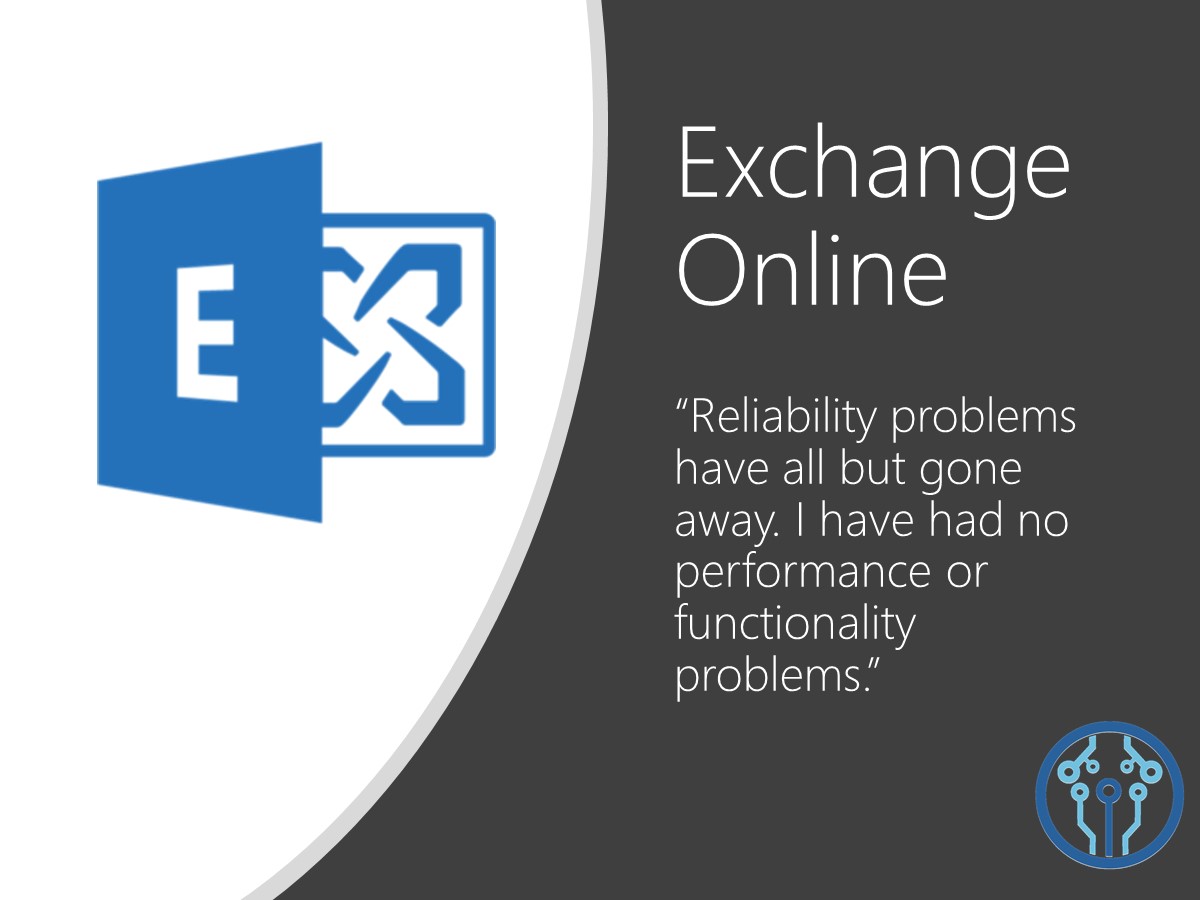 E
Exchange
Online
“Reliability problems
have all but gone
away. I have had no
performance or
functionality
problems.”